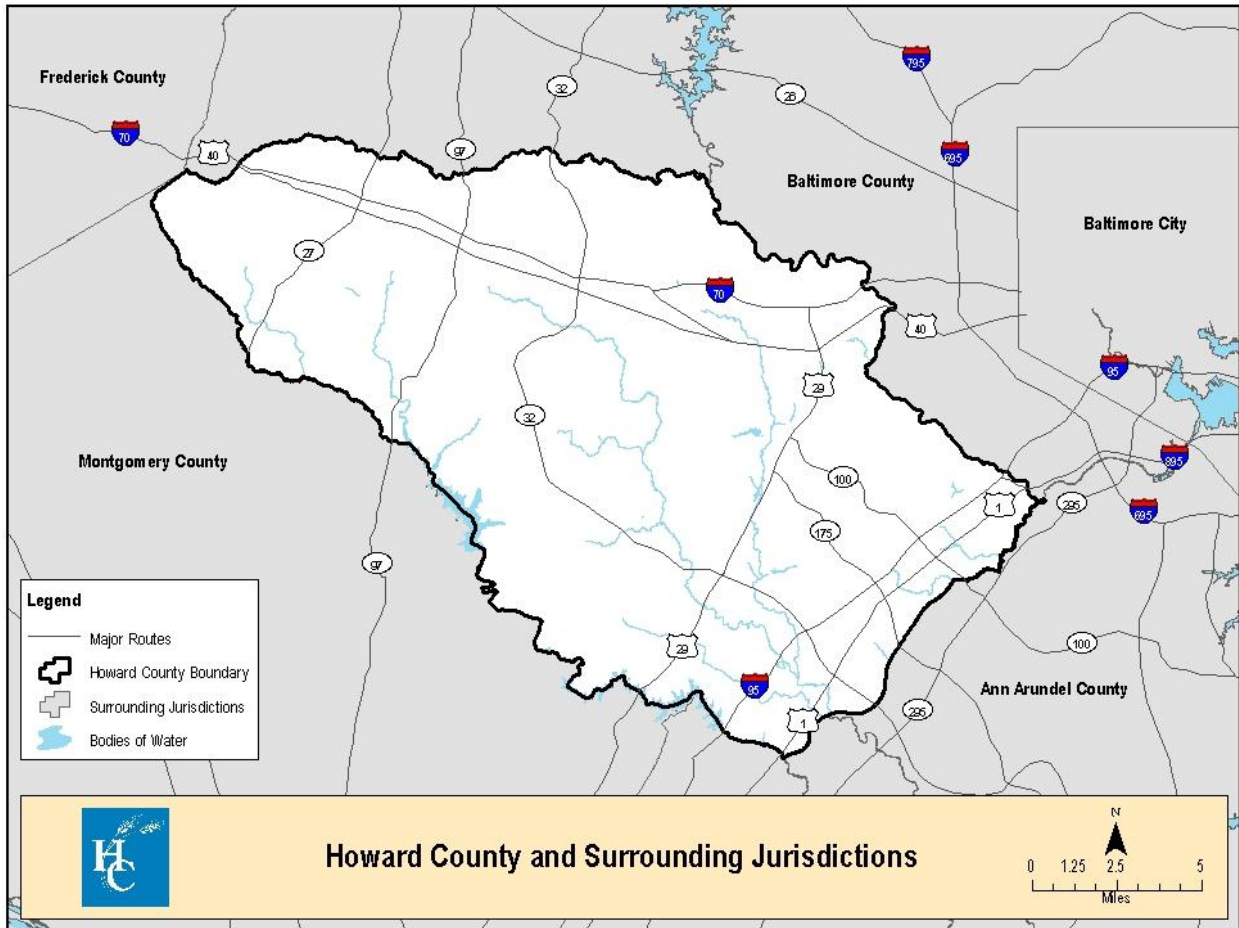 Frederick County
70
40
97
32
26
795
695
Baltimore County
Baltimore City
27
70
40
29
32
95
895
Montgomery County
100
175
1
295
695
97
29
95
1
295
100
Ann Arundel County
Legend
Major Routes
Howard County Boundary
Surrounding Jurisdictions
Bodies of Water
HC
Howard County and Surrounding Jurisdictions
N
0 1.25 2.5 5
Miles